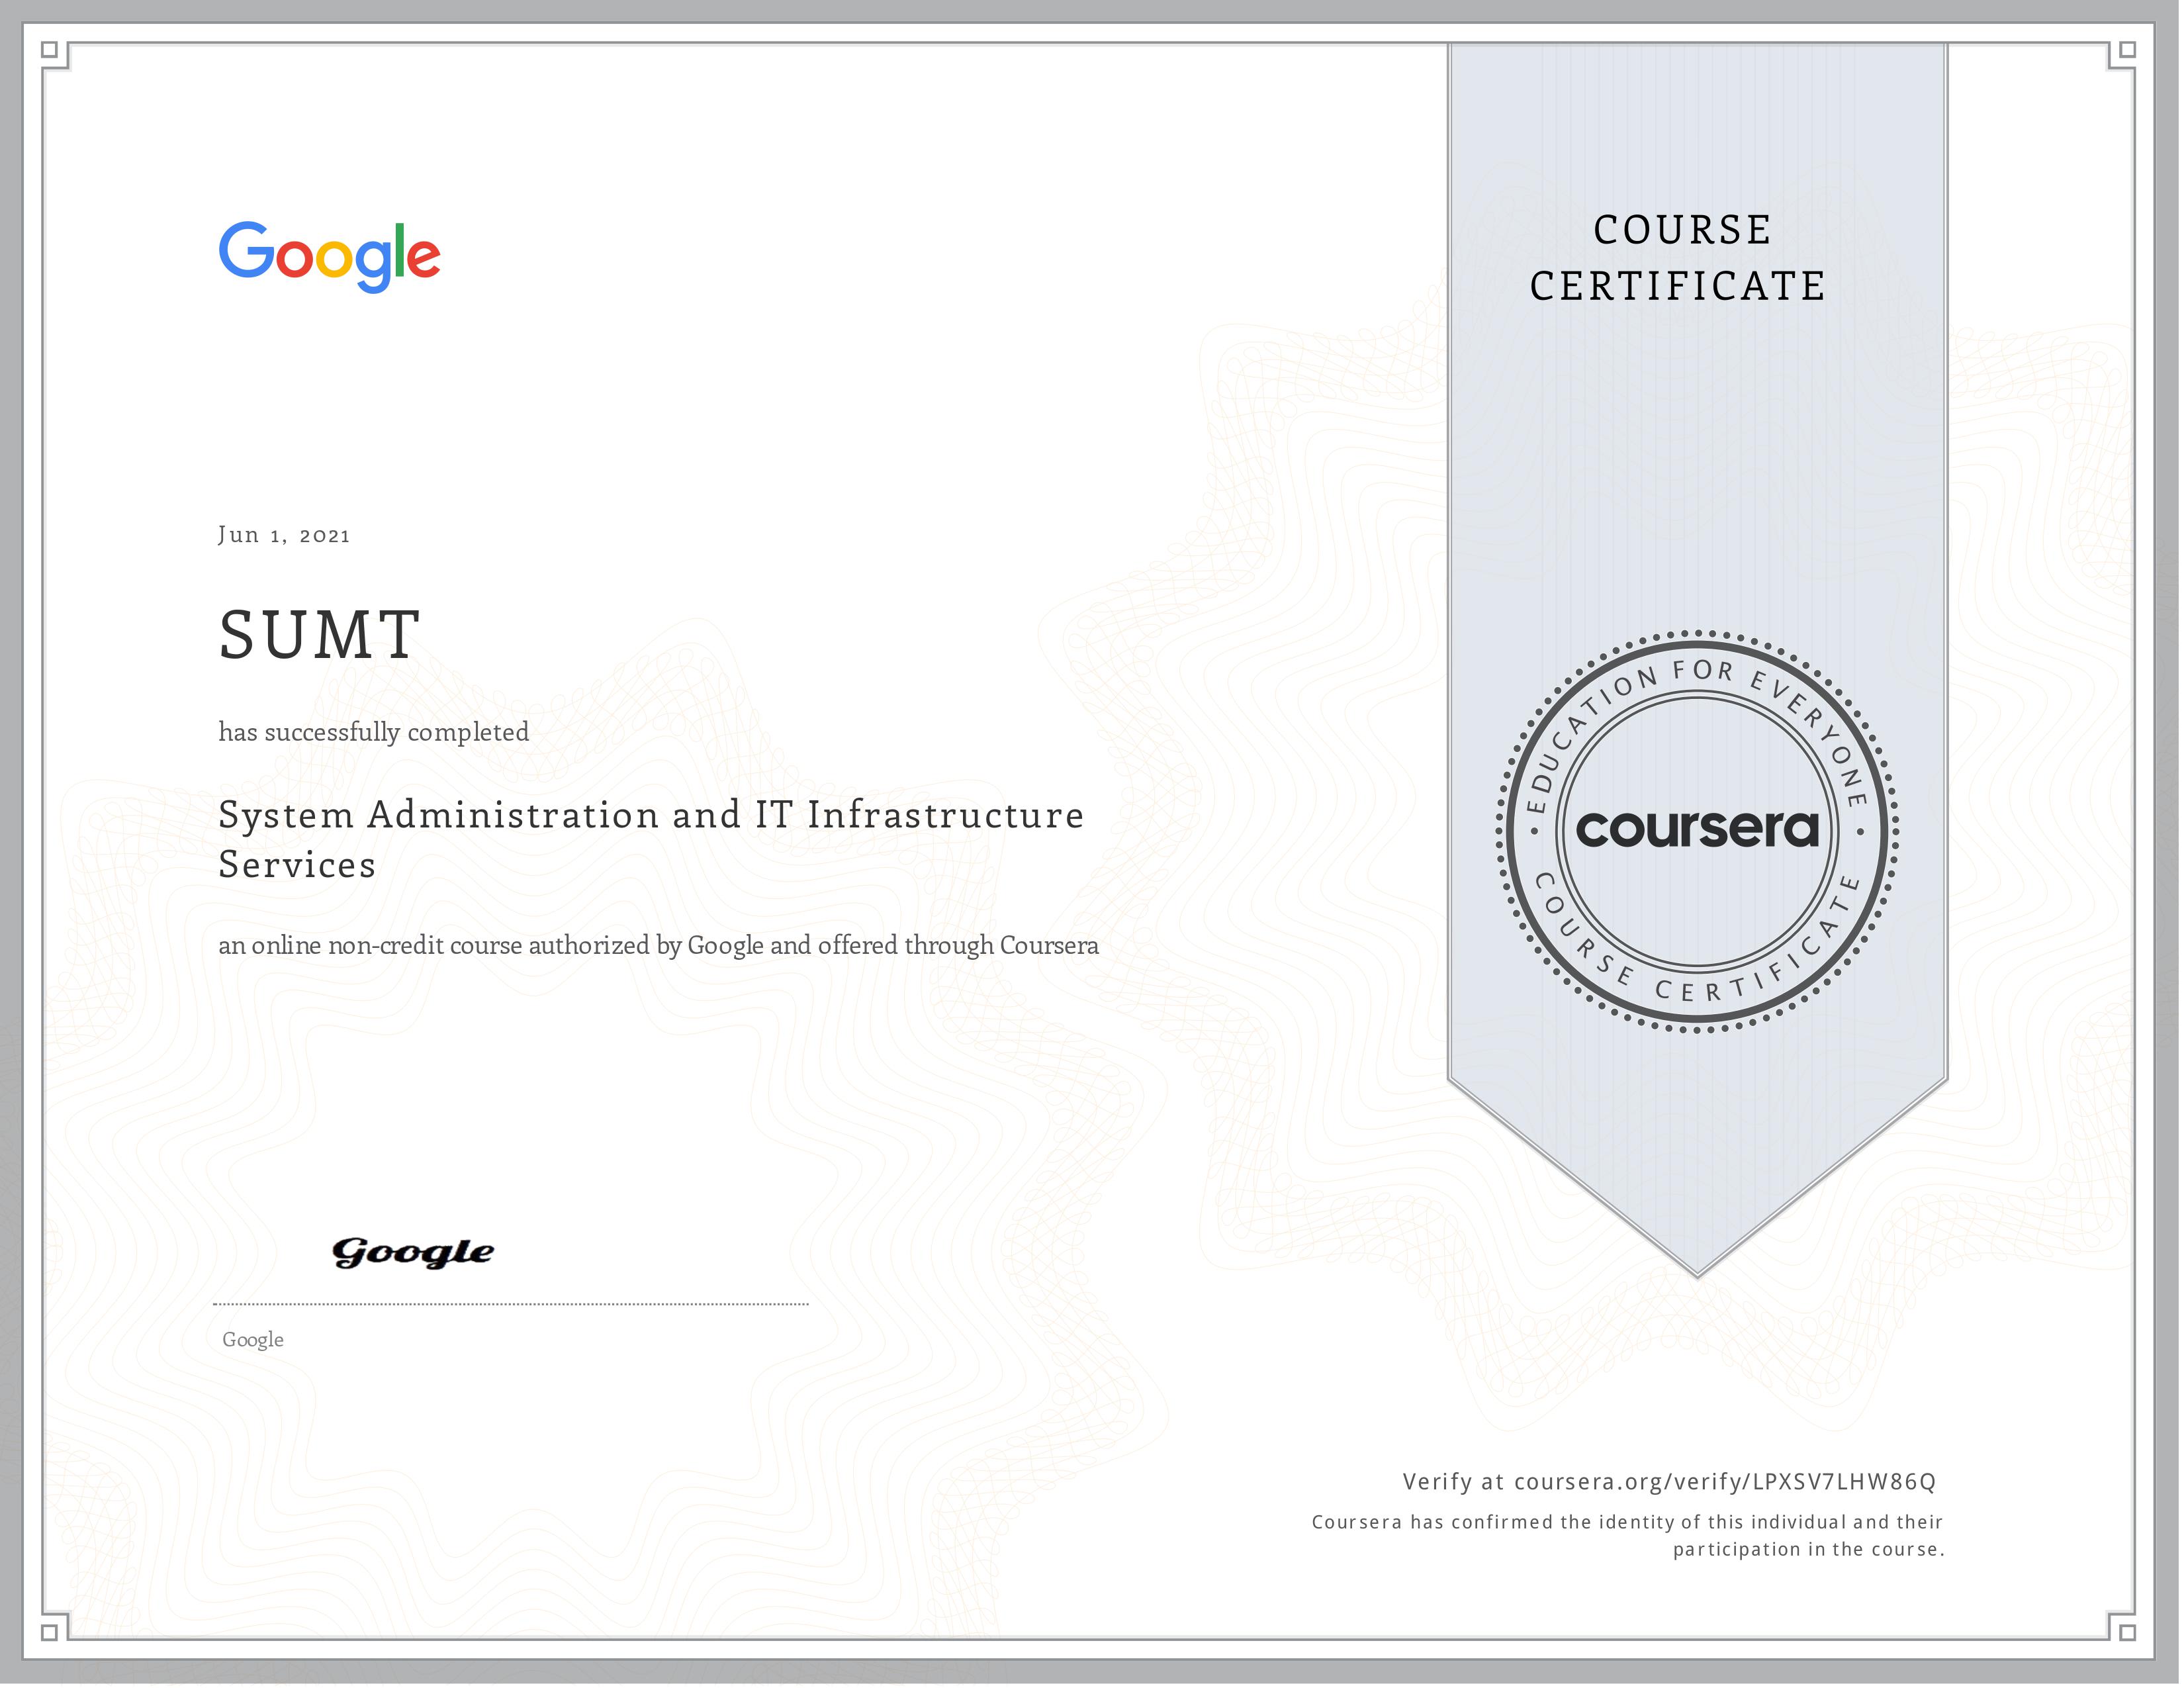 Google
COURSE
CERTIFICATE
Jun 1, 2021
SUMT
has successfully completed
System Administration and IT Infrastructure
Services
an online non-credit course authorized by Google and offered through Coursera
EDUCATION FOR EVERYONE
coursera
COURSE CERTIFICATE
Google
Google
Verify at coursera.org/verify/LPXSV7LHW86Q
Coursera has confirmed the identity of this individual and their
participation in the course.